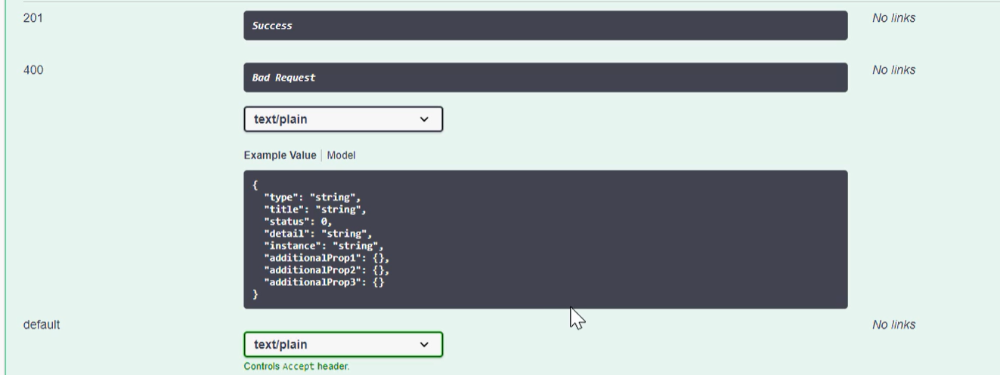 201 Success No links
400 Bad Request No links
text/plain
Example Value | Model
{
"type": "string",
"title": "string",
"status": 0,
"detail": "string",
"instance": "string",
"additionalProp1": {},
"additionalProp2": {},
"additionalProp3": {}
}
default No links
text/plain
Controls Accept header.